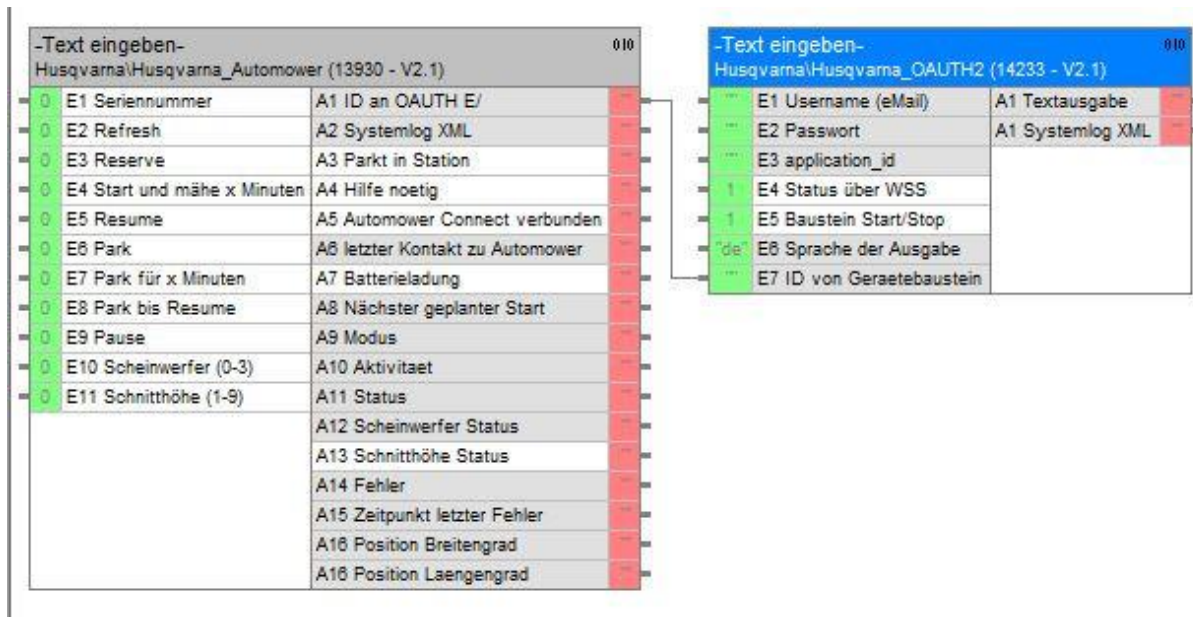 -Text eingeben-
Husqvarna\Husqvarna_Automower (13930 - V2.1)
0 E1 Seriennummer A1 ID an OAUTH E/ ""
0 E2 Refresh A2 Systemlog XML ""
0 E3 Reserve A3 Parkt in Station ""
0 E4 Start und mähe x Minuten A4 Hilfe noetig ""
0 E5 Resume A5 Automower Connect verbunden ""
0 E6 Park A6 letzter Kontakt zu Automower ""
0 E7 Park für x Minuten A7 Batterieladung ""
0 E8 Park bis Resume A8 Nächster geplanter Start ""
0 E9 Pause A9 Modus ""
0 E10 Scheinwerfer (0-3) A10 Aktivitaet ""
0 E11 Schnitthöhe (1-9) A11 Status ""
A12 Scheinwerfer Status ""
A13 Schnitthöhe Status ""
A14 Fehler ""
A15 Zeitpunkt letzter Fehler ""
A16 Position Breitengrad ""
A16 Position Laengengrad ""
-Text eingeben-
Husqvarna\Husqvarna_OAUTH2 (14233 - V2.1)
"" E1 Username (eMail) A1 Textausgabe ""
"" E2 Passwort A1 Systemlog XML ""
"" E3 application_id
1 E4 Status über WSS
1 E5 Baustein Start/Stop
"de" E6 Sprache der Ausgabe
"" E7 ID von Geraetebaustein